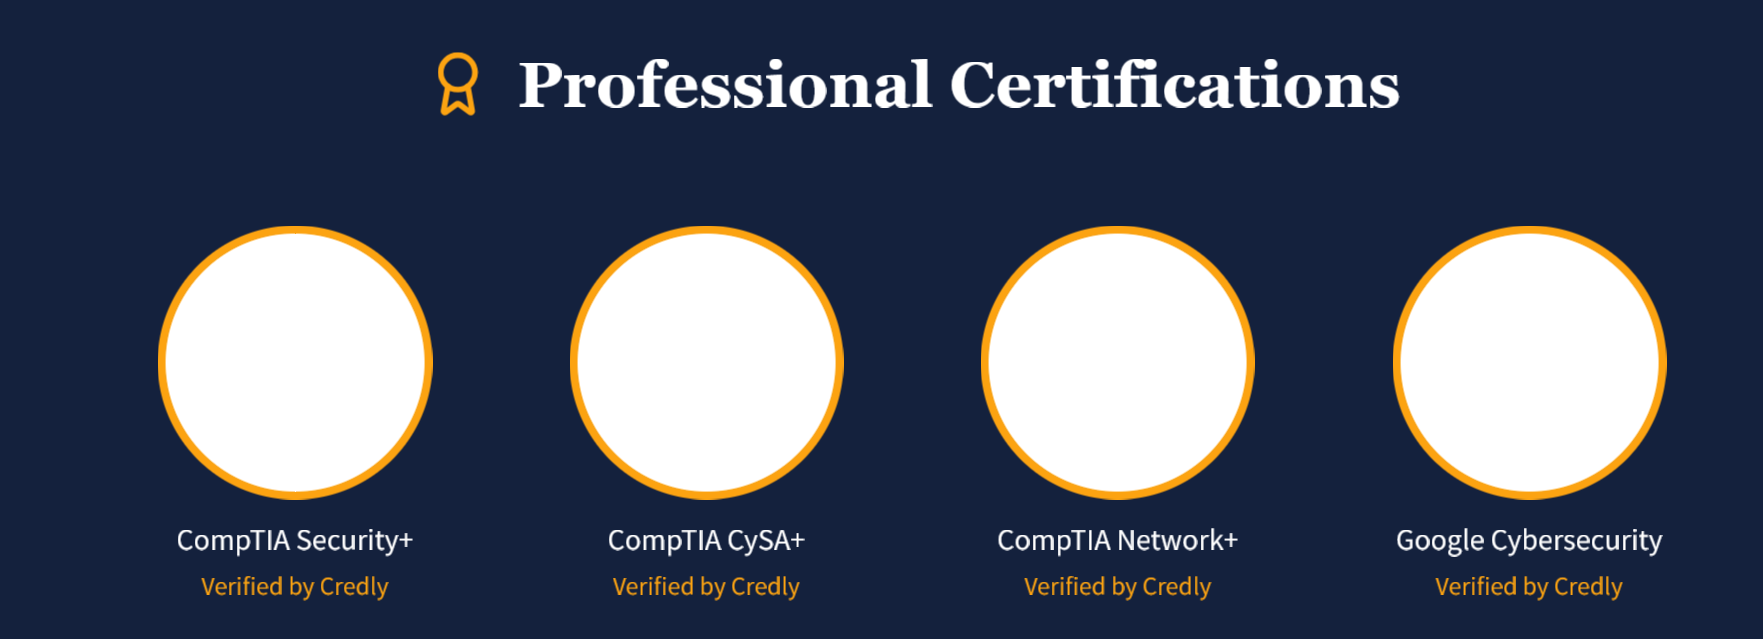 Professional Certifications
CompTIA Security+
CompTIA CySA+
CompTIA Network+
Google Cybersecurity
Verified by Credly
Verified by Credly
Verified by Credly
Verified by Credly